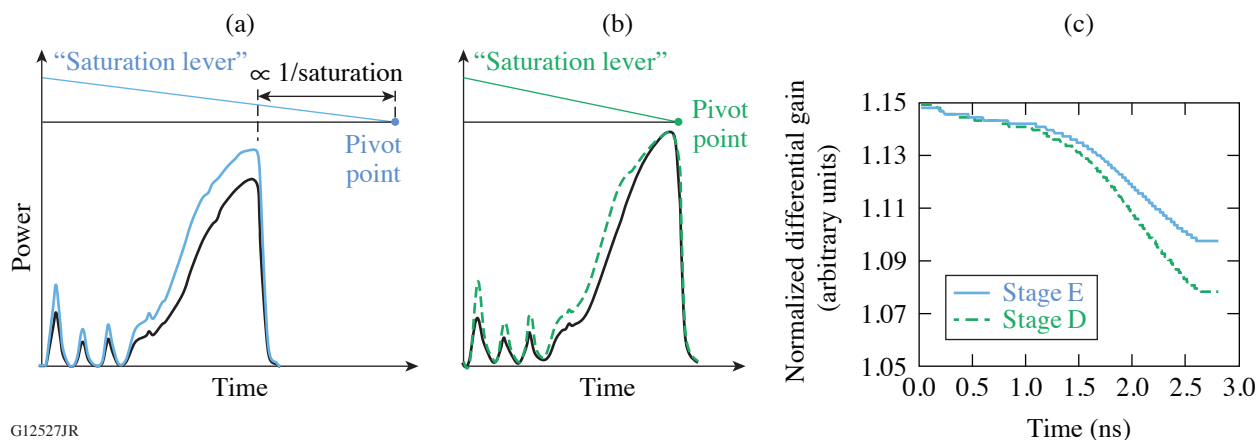 (a)
“Saturation lever”
∝ 1/saturation
Pivot
point
Power
Time
(b)
“Saturation lever”
Pivot
point
Time
(c)
Normalized differential gain
(arbitrary units)
1.15
1.13
1.11
1.09
1.07
1.05
Stage E
Stage D
0.0 0.5 1.0 1.5 2.0 2.5 3.0
Time (ns)
G12527JR